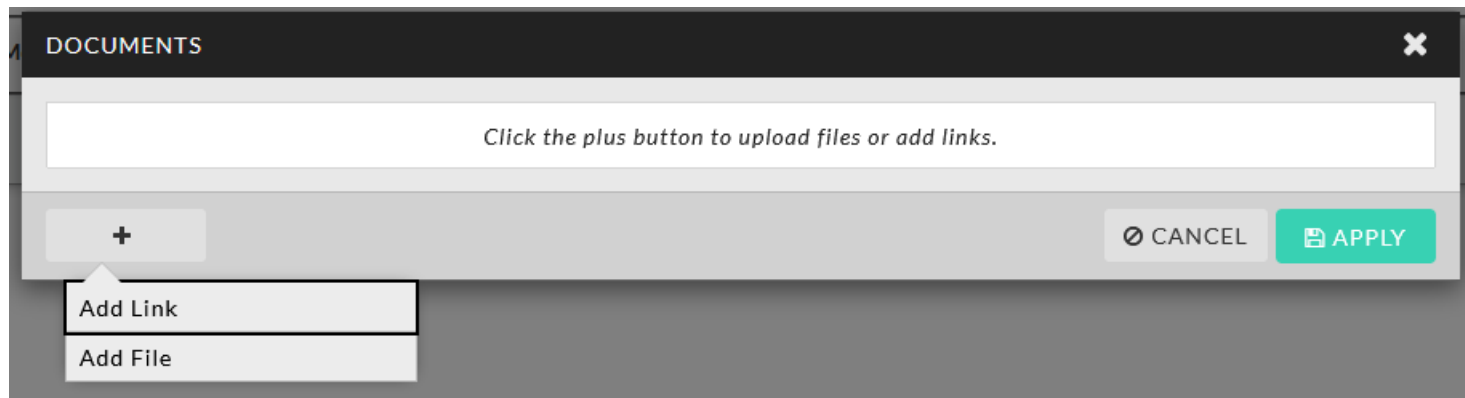 DOCUMENTS
Click the plus button to upload files or add links.
CANCEL
APPLY
Add Link
Add File